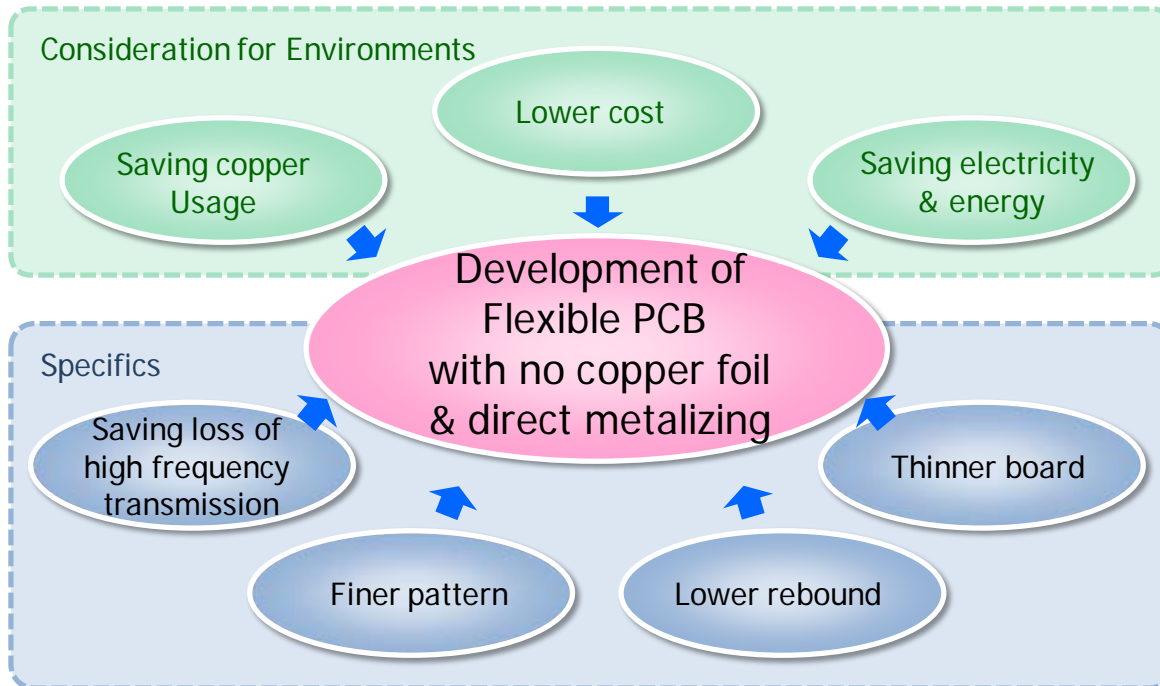 Consideration for Environments
Lower cost
Saving copper
Usage
Saving electricity
& energy
Development of
Flexible PCB
with no copper foil
& direct metalizing
Specifics
Saving loss of
high frequency
transmission
Thinner board
Finer pattern
Lower rebound